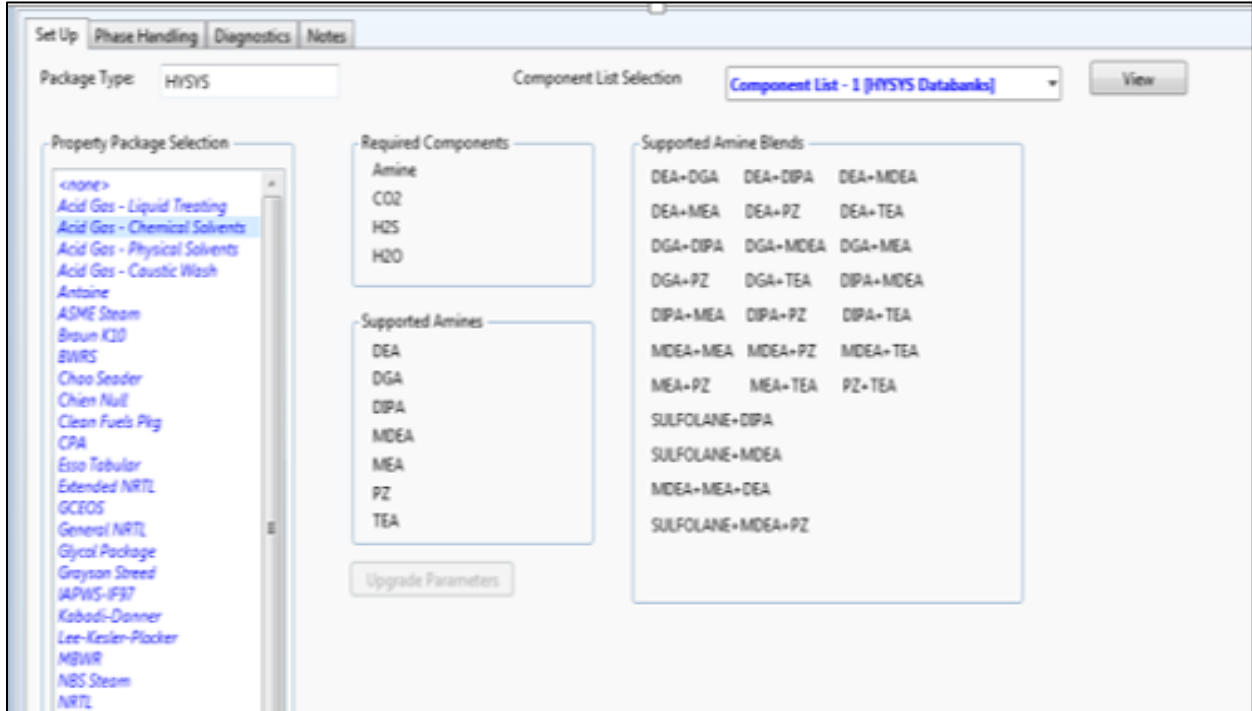 Set Up Phase Handling Diagnostics Notes
Package Type: HYSYS Component List Selection Component List - 1 [HYSYS Databanks] View
Property Package Selection
<none>
Acid Gas - Liquid Treating
Acid Gas - Chemical Solvents
Acid Gas - Physical Solvents
Acid Gas - Caustic Wash
Antoine
ASME Steam
Braun K10
BWRS
Chao Seader
Chien Null
Clean Fuels Pkg
CPA
Esso Tabular
Extended NRTL
GCEOS
General NRTL
Glycol Package
Grayson Streed
IAPWS-IF97
Kabadi-Danner
Lee-Kesler-Plocker
MBWR
NBS Steam
NRTL
Required Components
Amine
CO2
H2S
H2O
Supported Amines
DEA
DGA
DIPA
MDEA
MEA
PZ
TEA
Upgrade Parameters
Supported Amine Blends
DEA+DGA DEA+DIPA DEA+MDEA
DEA+MEA DEA+PZ DEA+TEA
DGA+DIPA DGA+MDEA DGA+MEA
DGA+PZ DGA+TEA DIPA+MDEA
DIPA+MEA DIPA+PZ DIPA+TEA
MDEA+MEA MDEA+PZ MDEA+TEA
MEA+PZ MEA+TEA PZ+TEA
SULFOLANE+DIPA
SULFOLANE+MDEA
MDEA+MEA+DEA
SULFOLANE+MDEA+PZ